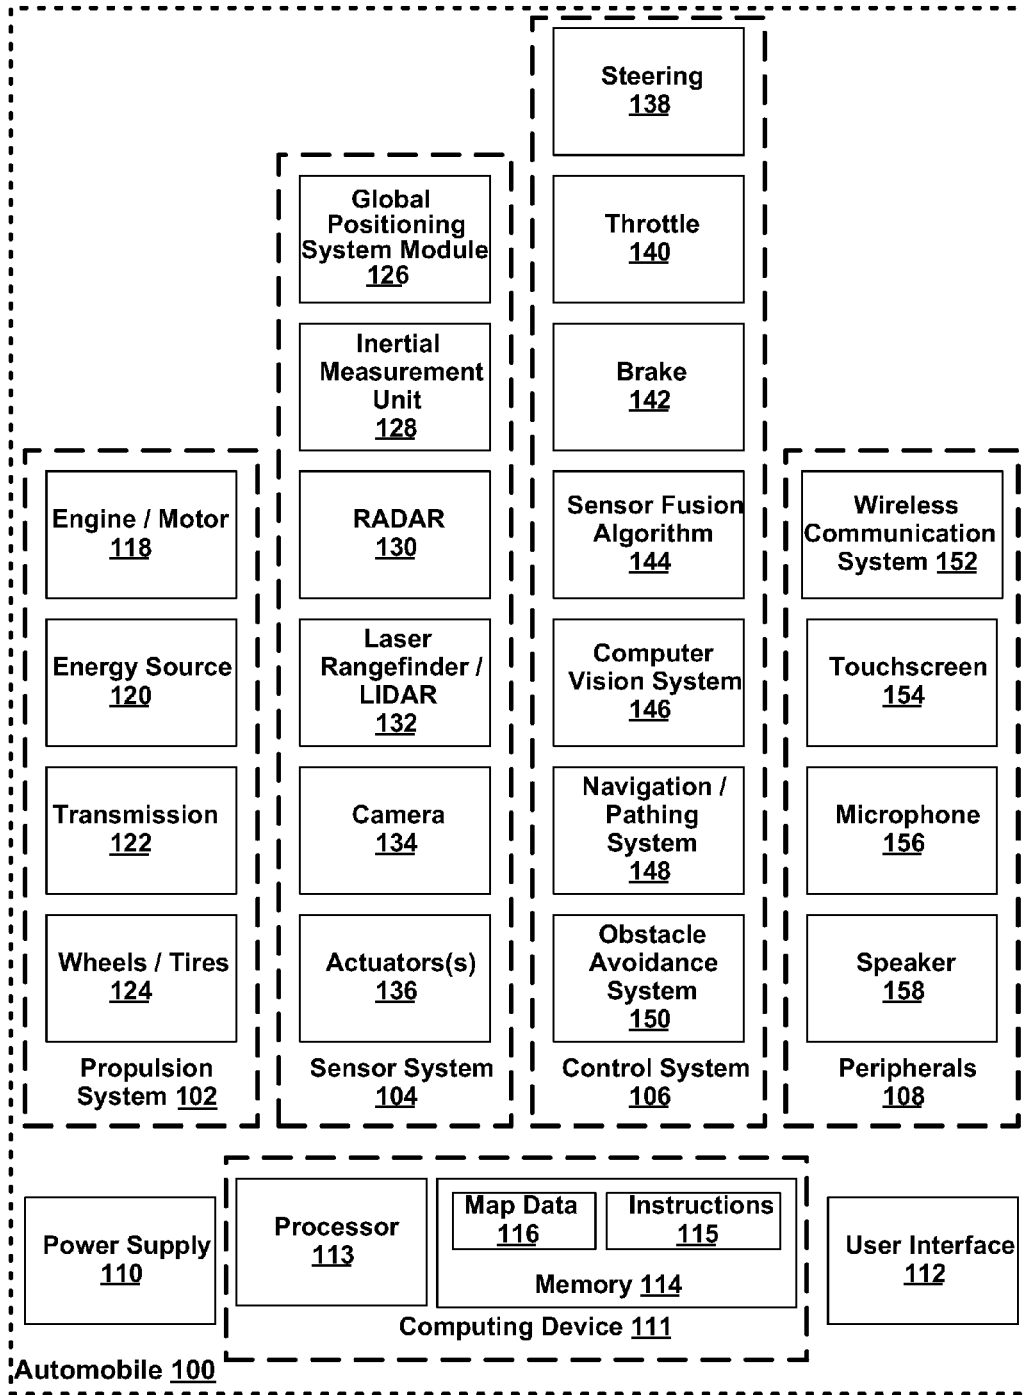 Steering
138
Throttle
140
Brake
142
Sensor Fusion
Algorithm
144
Computer
Vision System
146
Navigation /
Pathing
System
148
Obstacle
Avoidance
System
150
Control System
106
Global
Positioning
System Module
126
Inertial
Measurement
Unit
128
RADAR
130
Laser
Rangefinder /
LIDAR
132
Camera
134
Actuators(s)
136
Sensor System
104
Engine / Motor
118
Energy Source
120
Transmission
122
Wheels / Tires
124
Propulsion
System 102
Wireless
Communication
System 152
Touchscreen
154
Microphone
156
Speaker
158
Peripherals
108
Power Supply
110
Processor
113
Map Data
116
Instructions
115
Memory 114
Computing Device 111
User Interface
112
Automobile 100